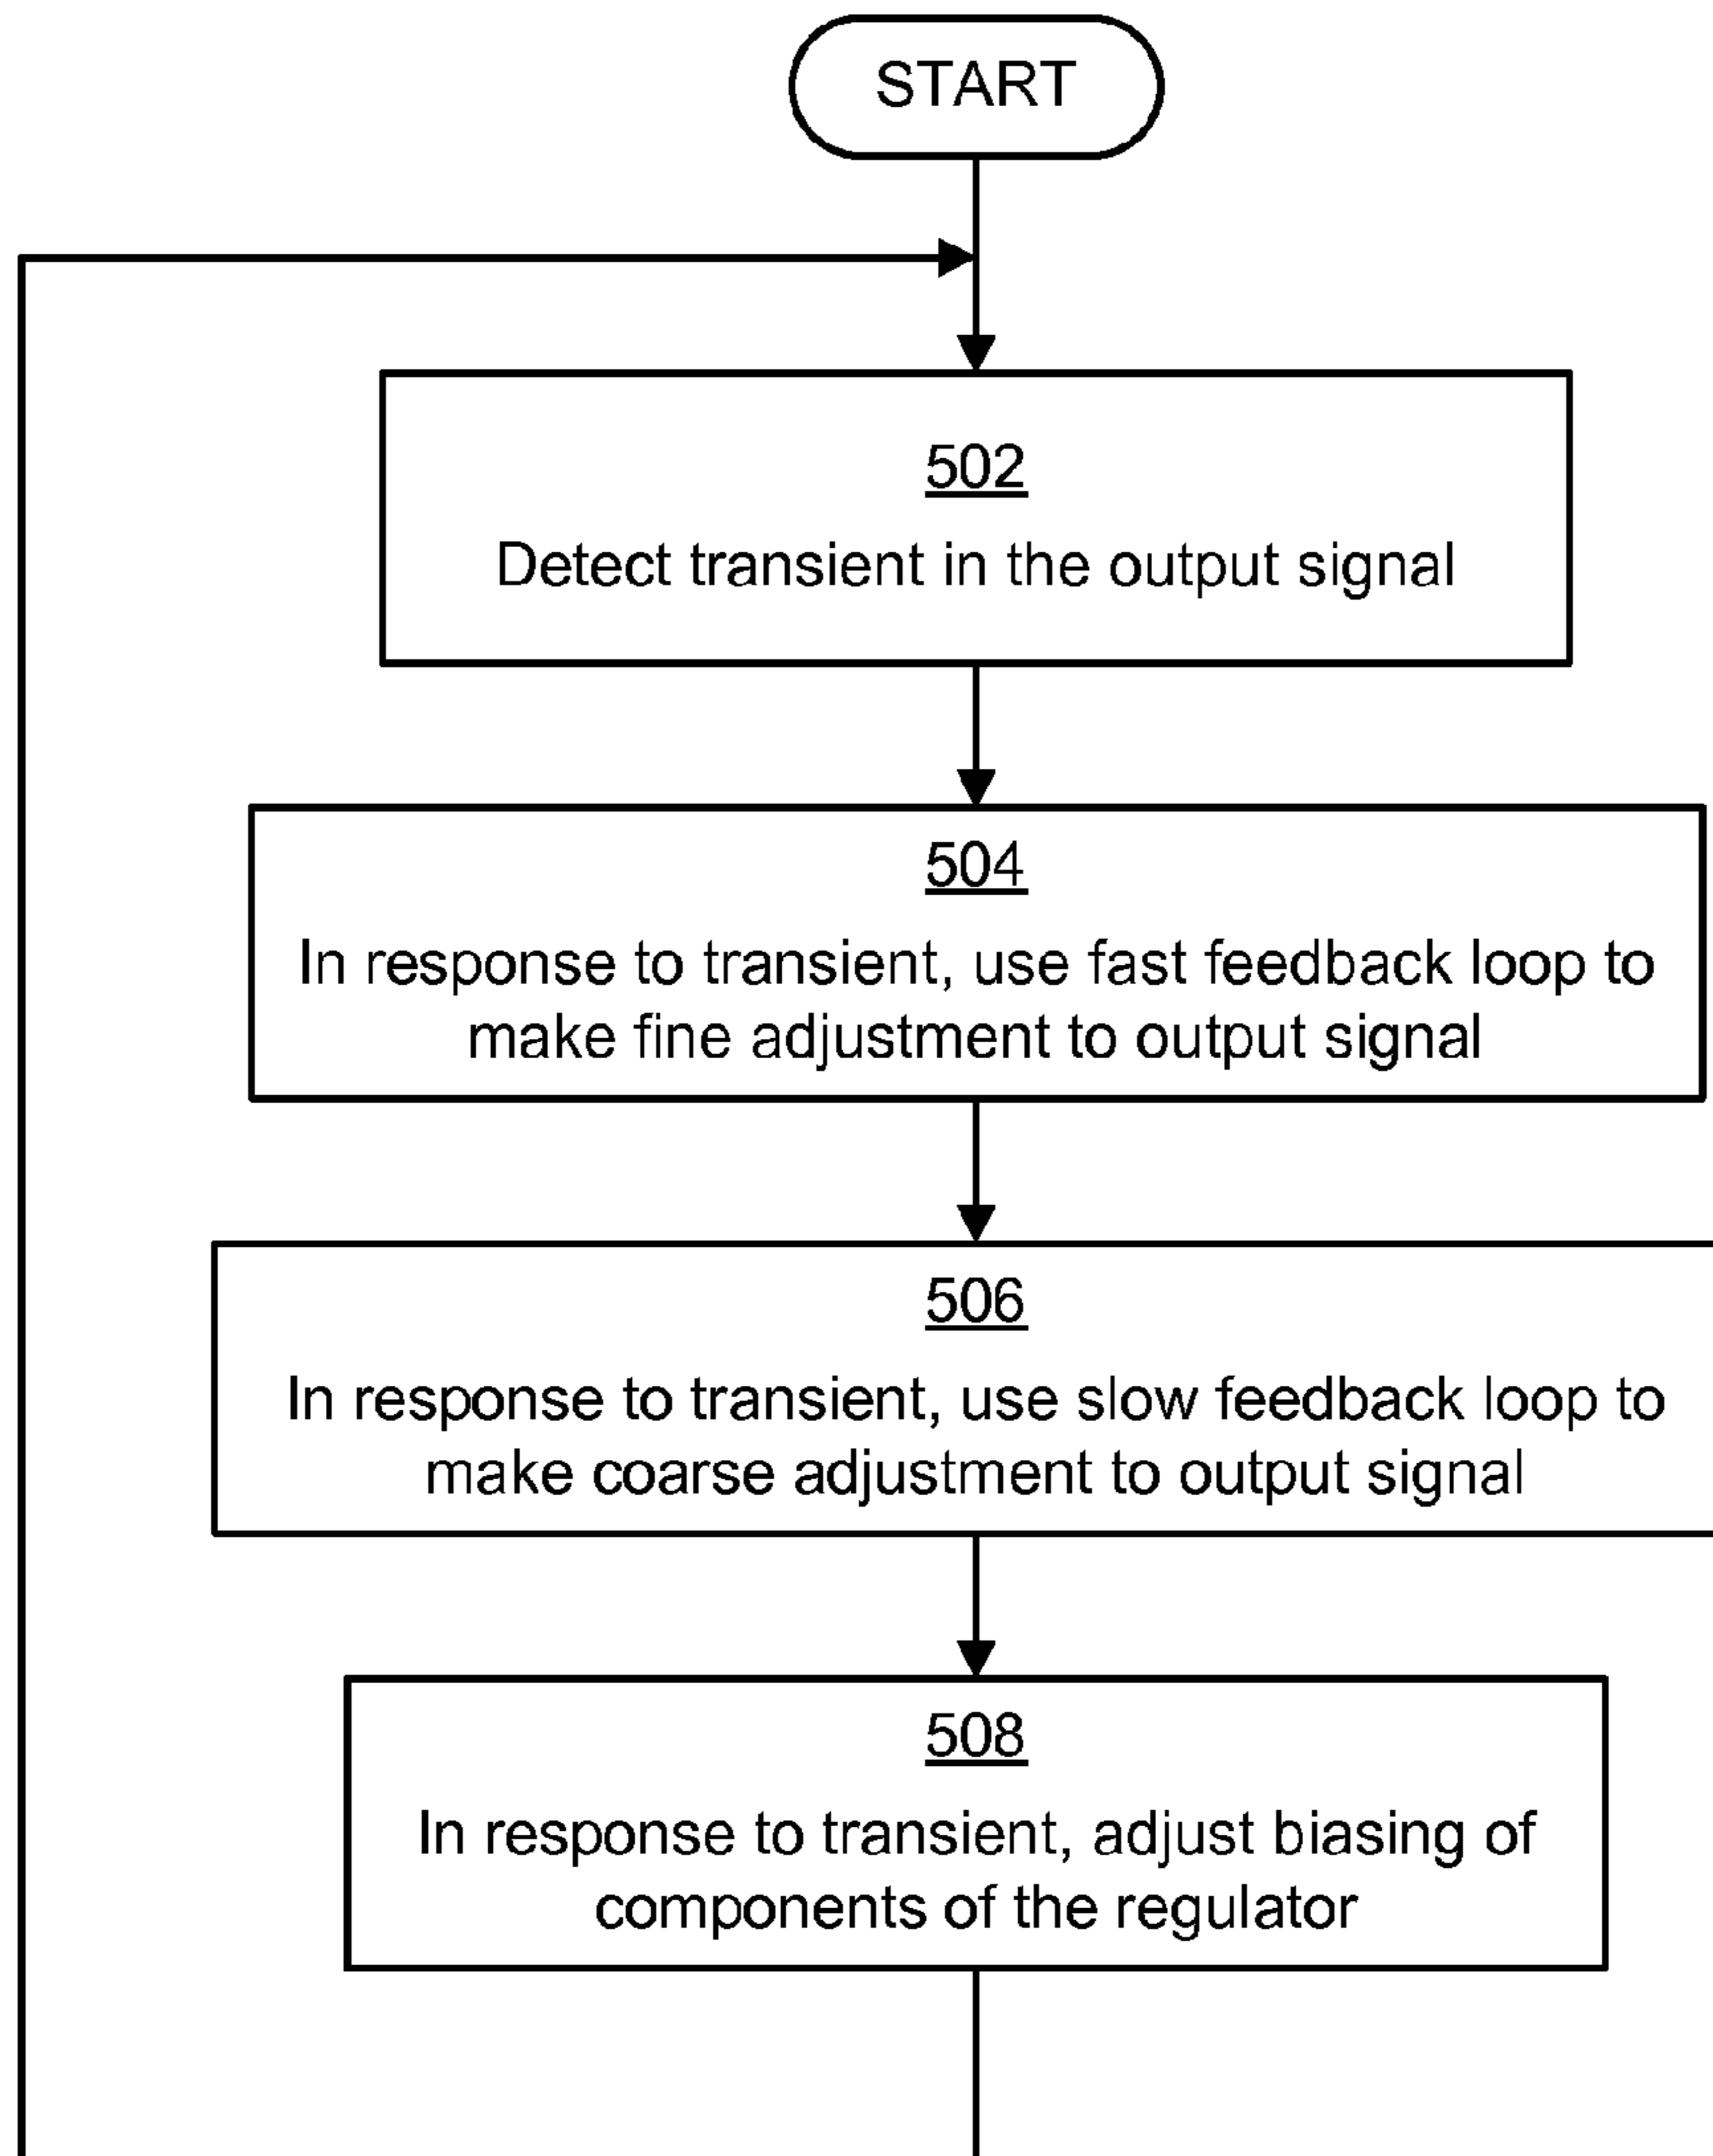 START
502
Detect transient in the output signal
504
In response to transient, use fast feedback loop to
make fine adjustment to output signal
506
In response to transient, use slow feedback loop to
make coarse adjustment to output signal
508
In response to transient, adjust biasing of
components of the regulator